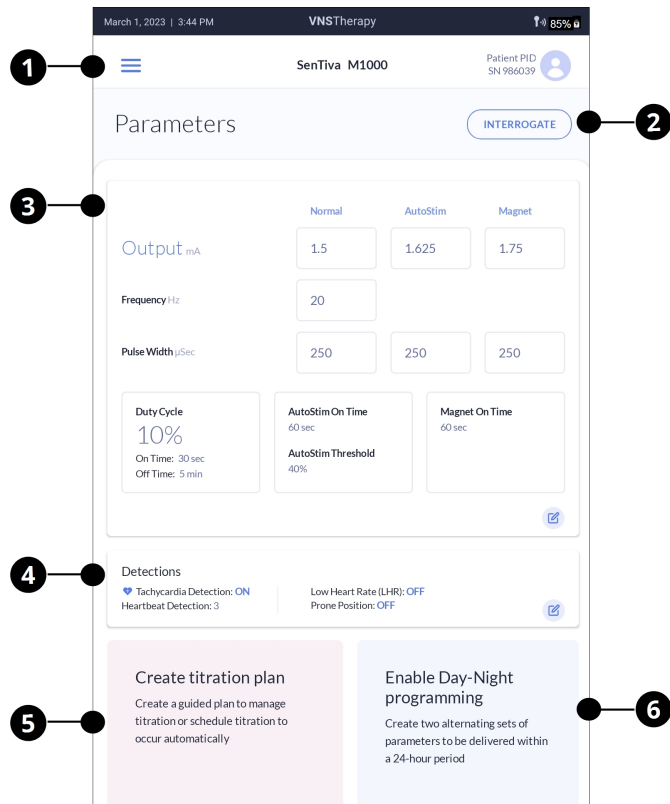 March 1, 2023 | 3:44 PM VNSTherapy 85%
1
SenTiva M1000
Patient PID
SN 986039
Parameters
INTERROGATE
2
3
Normal AutoStim Magnet
Output mA 1.5 1.625 1.75
Frequency Hz 20
Pulse Width µSec 250 250 250
Duty Cycle
10%
On Time: 30 sec
Off Time: 5 min
AutoStim On Time
60 sec
AutoStim Threshold
40%
Magnet On Time
60 sec
4
Detections
Tachycardia Detection: ON
Heartbeat Detection: 3
Low Heart Rate (LHR): OFF
Prone Position: OFF
5
Create titration plan
Create a guided plan to manage
titration or schedule titration to
occur automatically
Enable Day-Night
programming
Create two alternating sets of
parameters to be delivered within
a 24-hour period
6